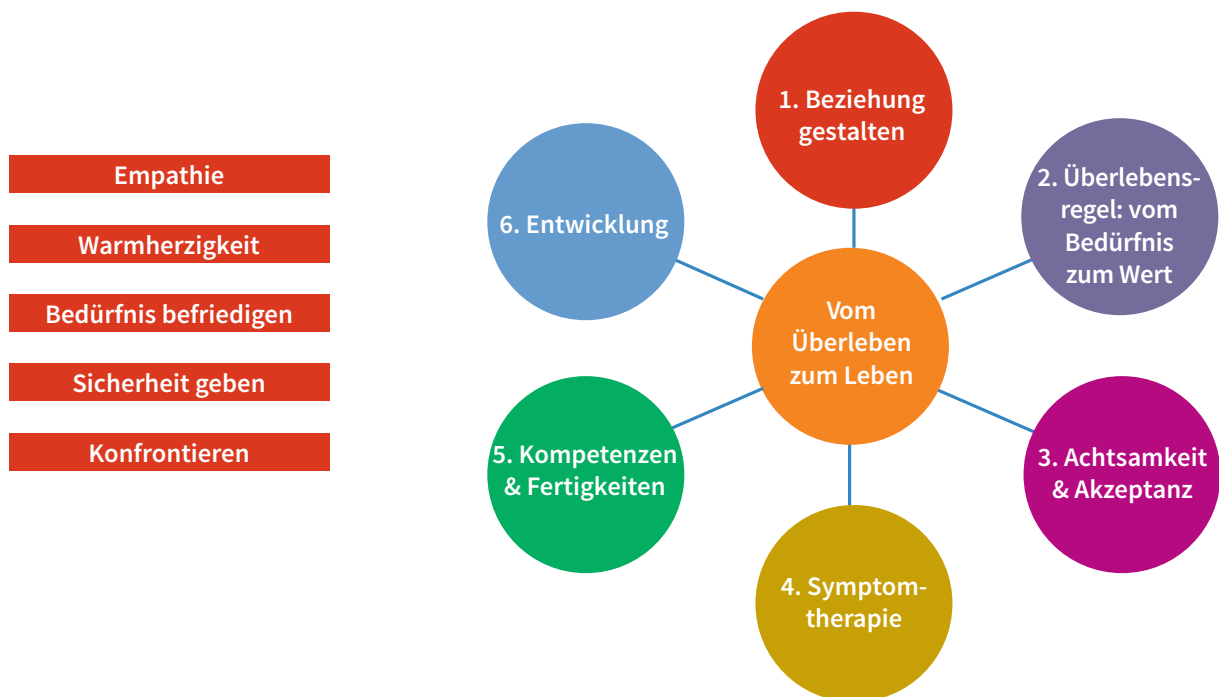 Empathie
Warmherzigkeit
Bedürfnis befriedigen
Sicherheit geben
Konfrontieren
1. Beziehung
gestalten
2. Überlebens-
regel: vom
Bedürfnis
zum Wert
3. Achtsamkeit
& Akzeptanz
4. Symptom-
therapie
5. Kompetenzen
& Fertigkeiten
6. Entwicklung
Vom
Überleben
zum Leben